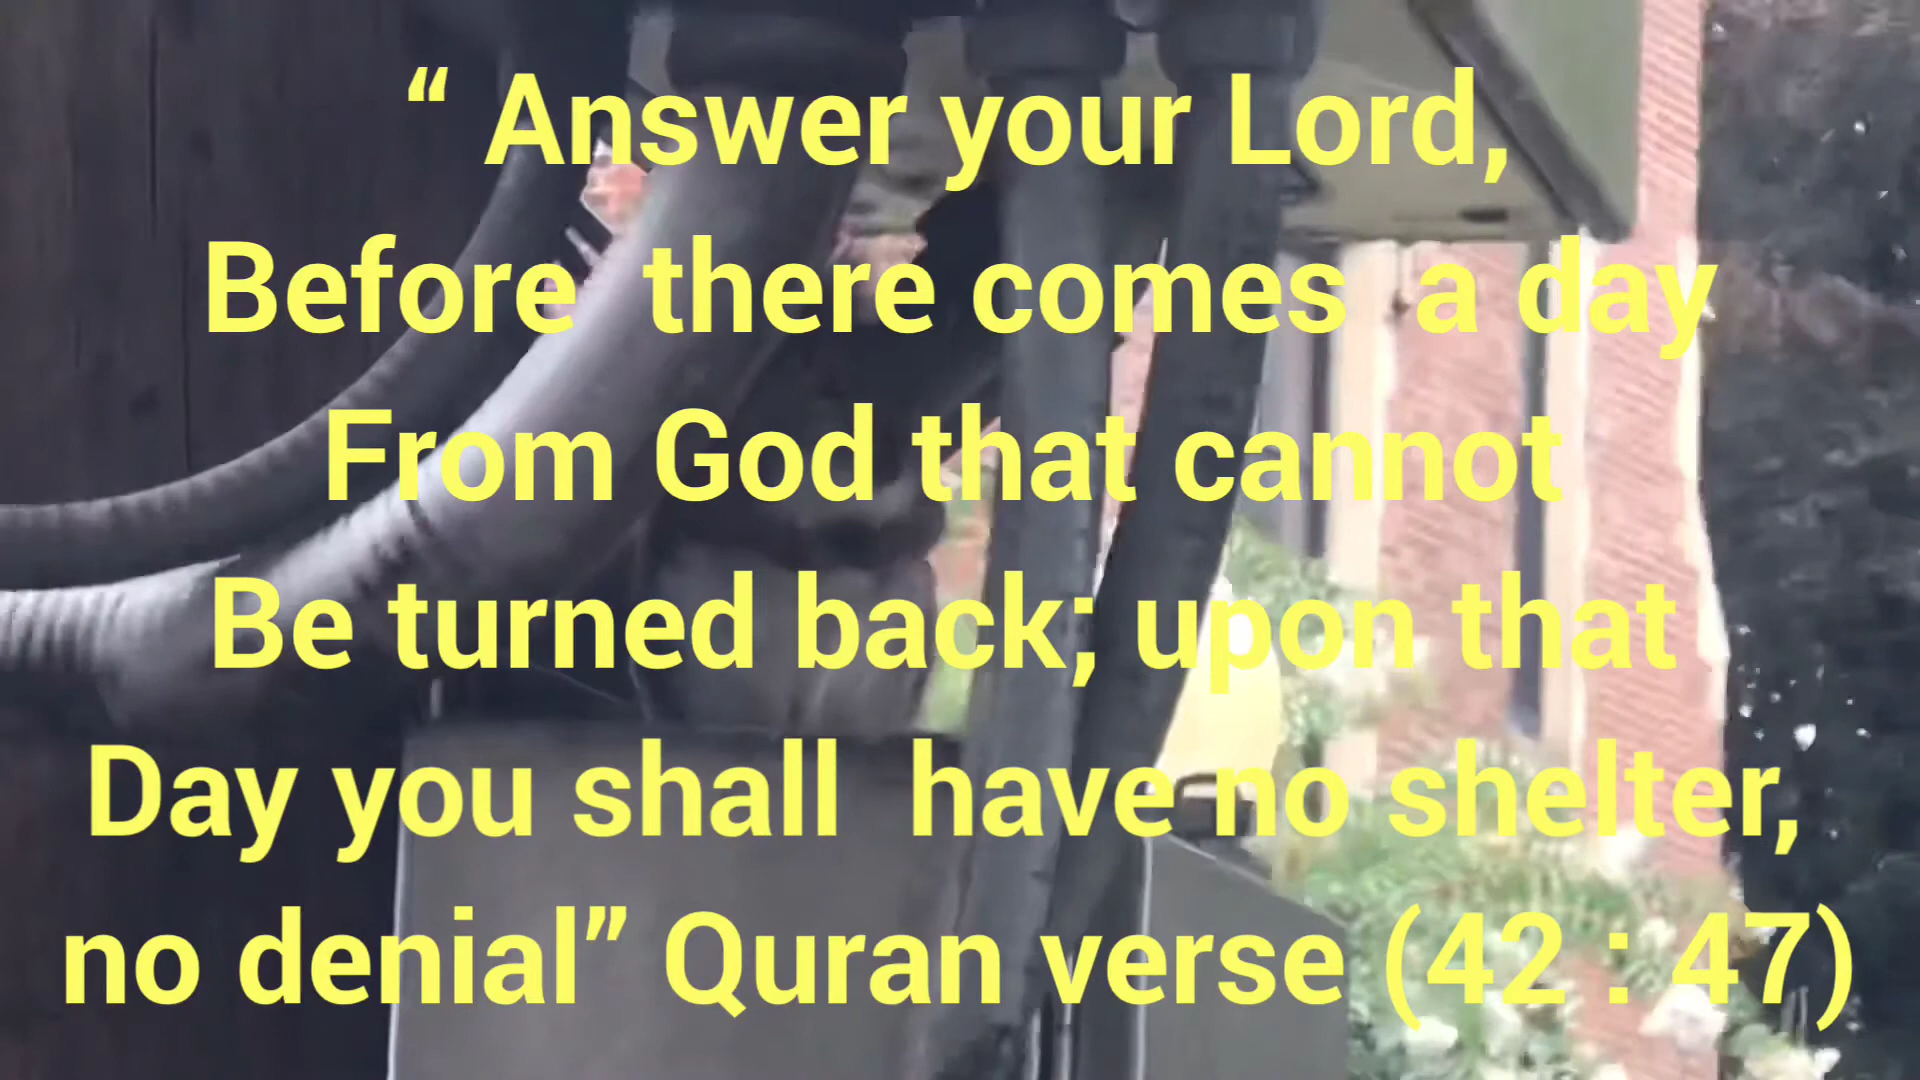 “ Answer your Lord,
Before there comes a day
From God that cannot
Be turned back; upon that
Day you shall have no shelter,
no denial” Quran verse (42 : 47)